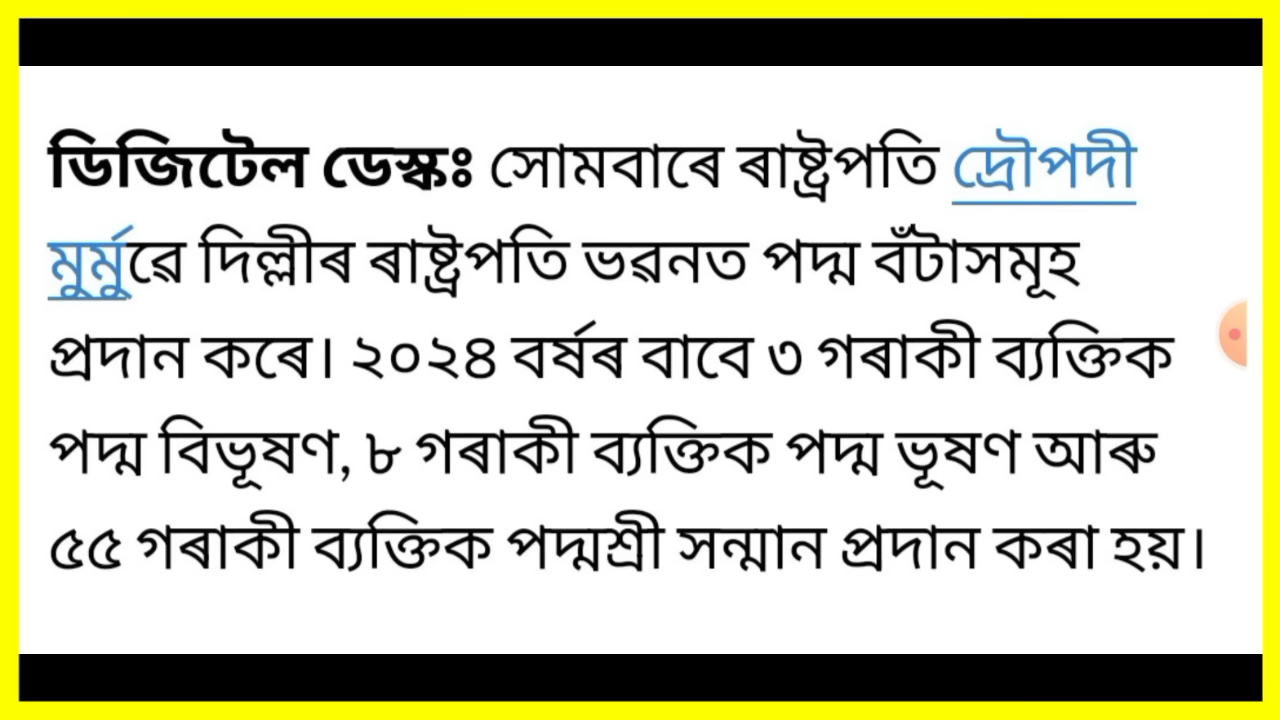 ডিজিটেল ডেস্কঃ সোমবাৰে ৰাষ্ট্ৰপতি দ্ৰৌপদী
মুৰ্মুৱে দিল্লীৰ ৰাষ্ট্ৰপতি ভৱনত পদ্ম বঁটাসমূহ
প্ৰদান কৰে। ২০২৪ বৰ্ষৰ বাবে ৩ গৰাকী ব্যক্তিক
পদ্ম বিভূষণ, ৮ গৰাকী ব্যক্তিক পদ্ম ভূষণ আৰু
৫৫ গৰাকী ব্যক্তিক পদ্মশ্ৰী সন্মান প্ৰদান কৰা হয়।